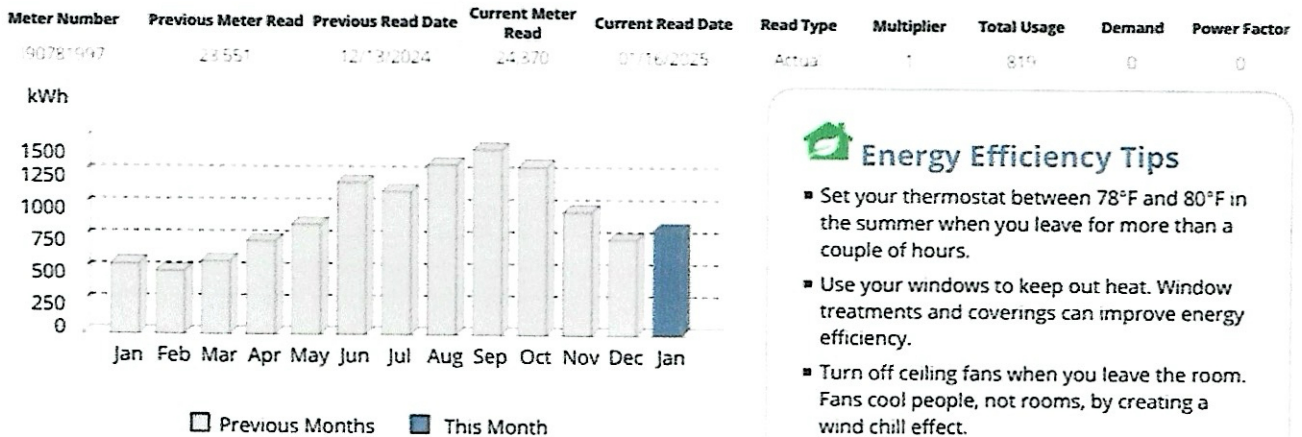 Meter Number Previous Meter Read Previous Read Date Current Meter Read Current Read Date Read Type Multiplier Total Usage Demand Power Factor
23,551 12/13/2024 24,370 01/16/2025 Actual 1 819 0 0
kWh
1500
1250
1000
750
500
250
0
Jan Feb Mar Apr May Jun Jul Aug Sep Oct Nov Dec Jan
Previous Months This Month
Energy Efficiency Tips
▪ Set your thermostat between 78°F and 80°F in
the summer when you leave for more than a
couple of hours.
▪ Use your windows to keep out heat. Window
treatments and coverings can improve energy
efficiency.
▪ Turn off ceiling fans when you leave the room.
Fans cool people, not rooms, by creating a
wind chill effect.